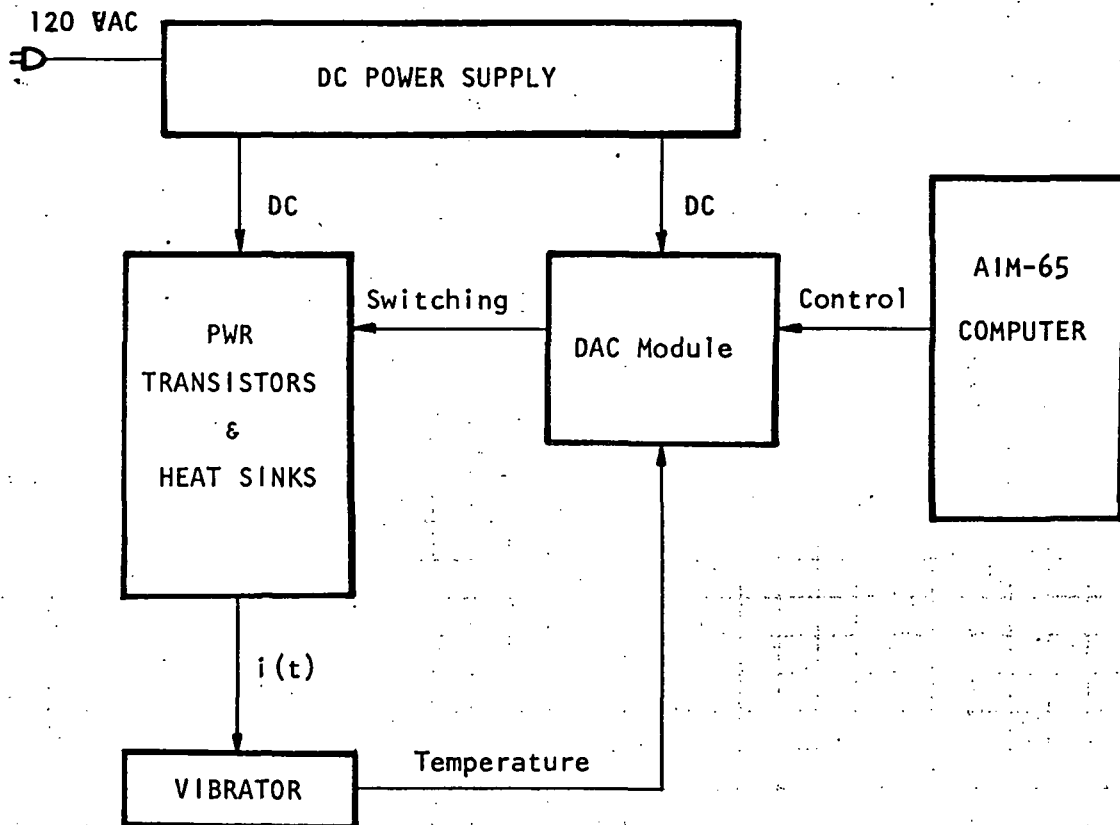 120 VAC
DC POWER SUPPLY
DC
DC
AIM-65
COMPUTER
Switching
Control
PWR
TRANSISTORS
&
HEAT SINKS
DAC Module
i(t)
Temperature
VIBRATOR